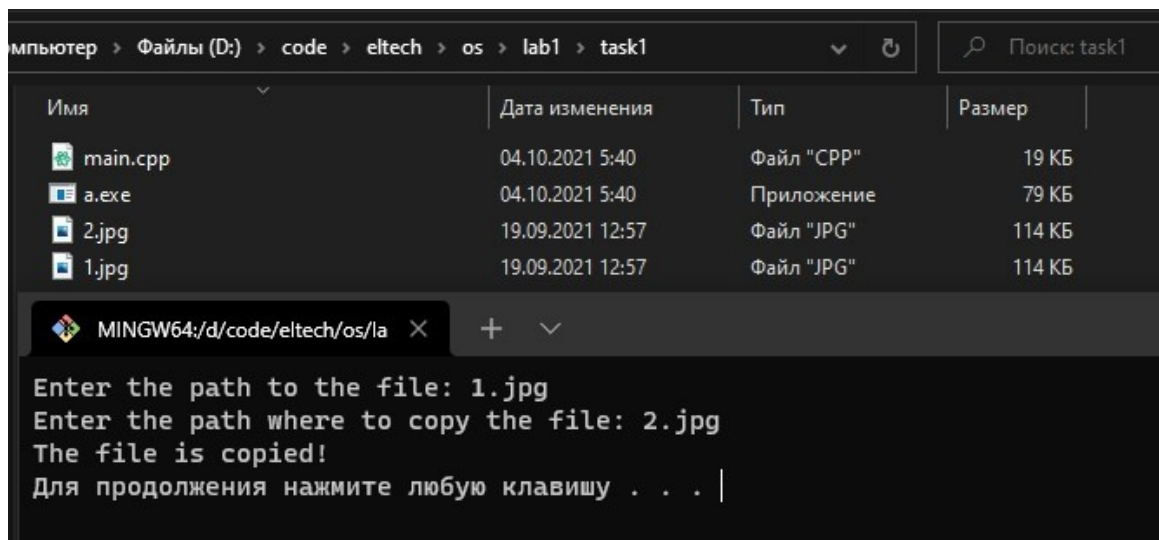 мпьютер > Файлы (D:) > code > eltech > os > lab1 > task1 Поиск: task1
Имя Дата изменения Тип Размер
main.cpp 04.10.2021 5:40 Файл "CPP" 19 КБ
a.exe 04.10.2021 5:40 Приложение 79 КБ
2.jpg 19.09.2021 12:57 Файл "JPG" 114 КБ
1.jpg 19.09.2021 12:57 Файл "JPG" 114 КБ
MINGW64:/d/code/eltech/os/la
Enter the path to the file: 1.jpg
Enter the path where to copy the file: 2.jpg
The file is copied!
Для продолжения нажмите любую клавишу . . .